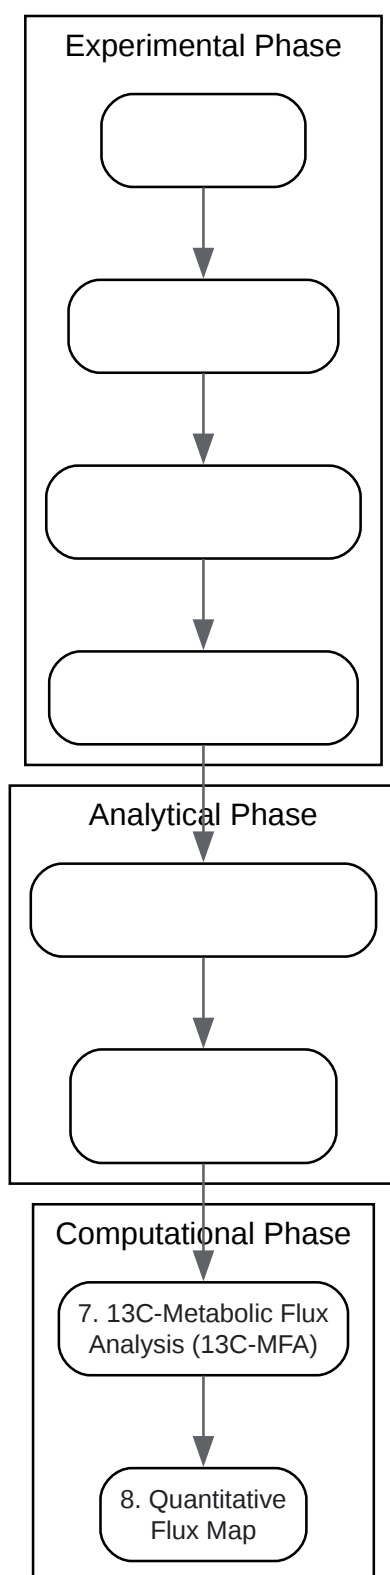 Experimental Phase
Analytical Phase
Computational Phase
7. 13C-Metabolic Flux
Analysis (13C-MFA)
8. Quantitative
Flux Map